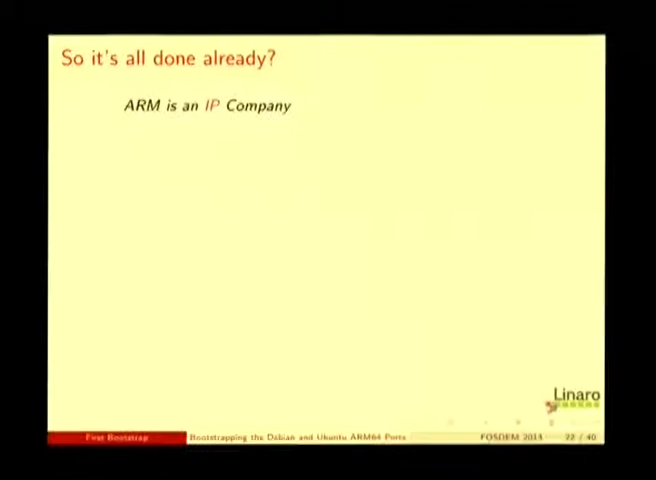 So it's all done already?
ARM is an IP Company
Linaro
First Bootstrap
Bootstrapping the Debian and Ubuntu ARM64 Ports
FOSDEM 2014
22 / 40